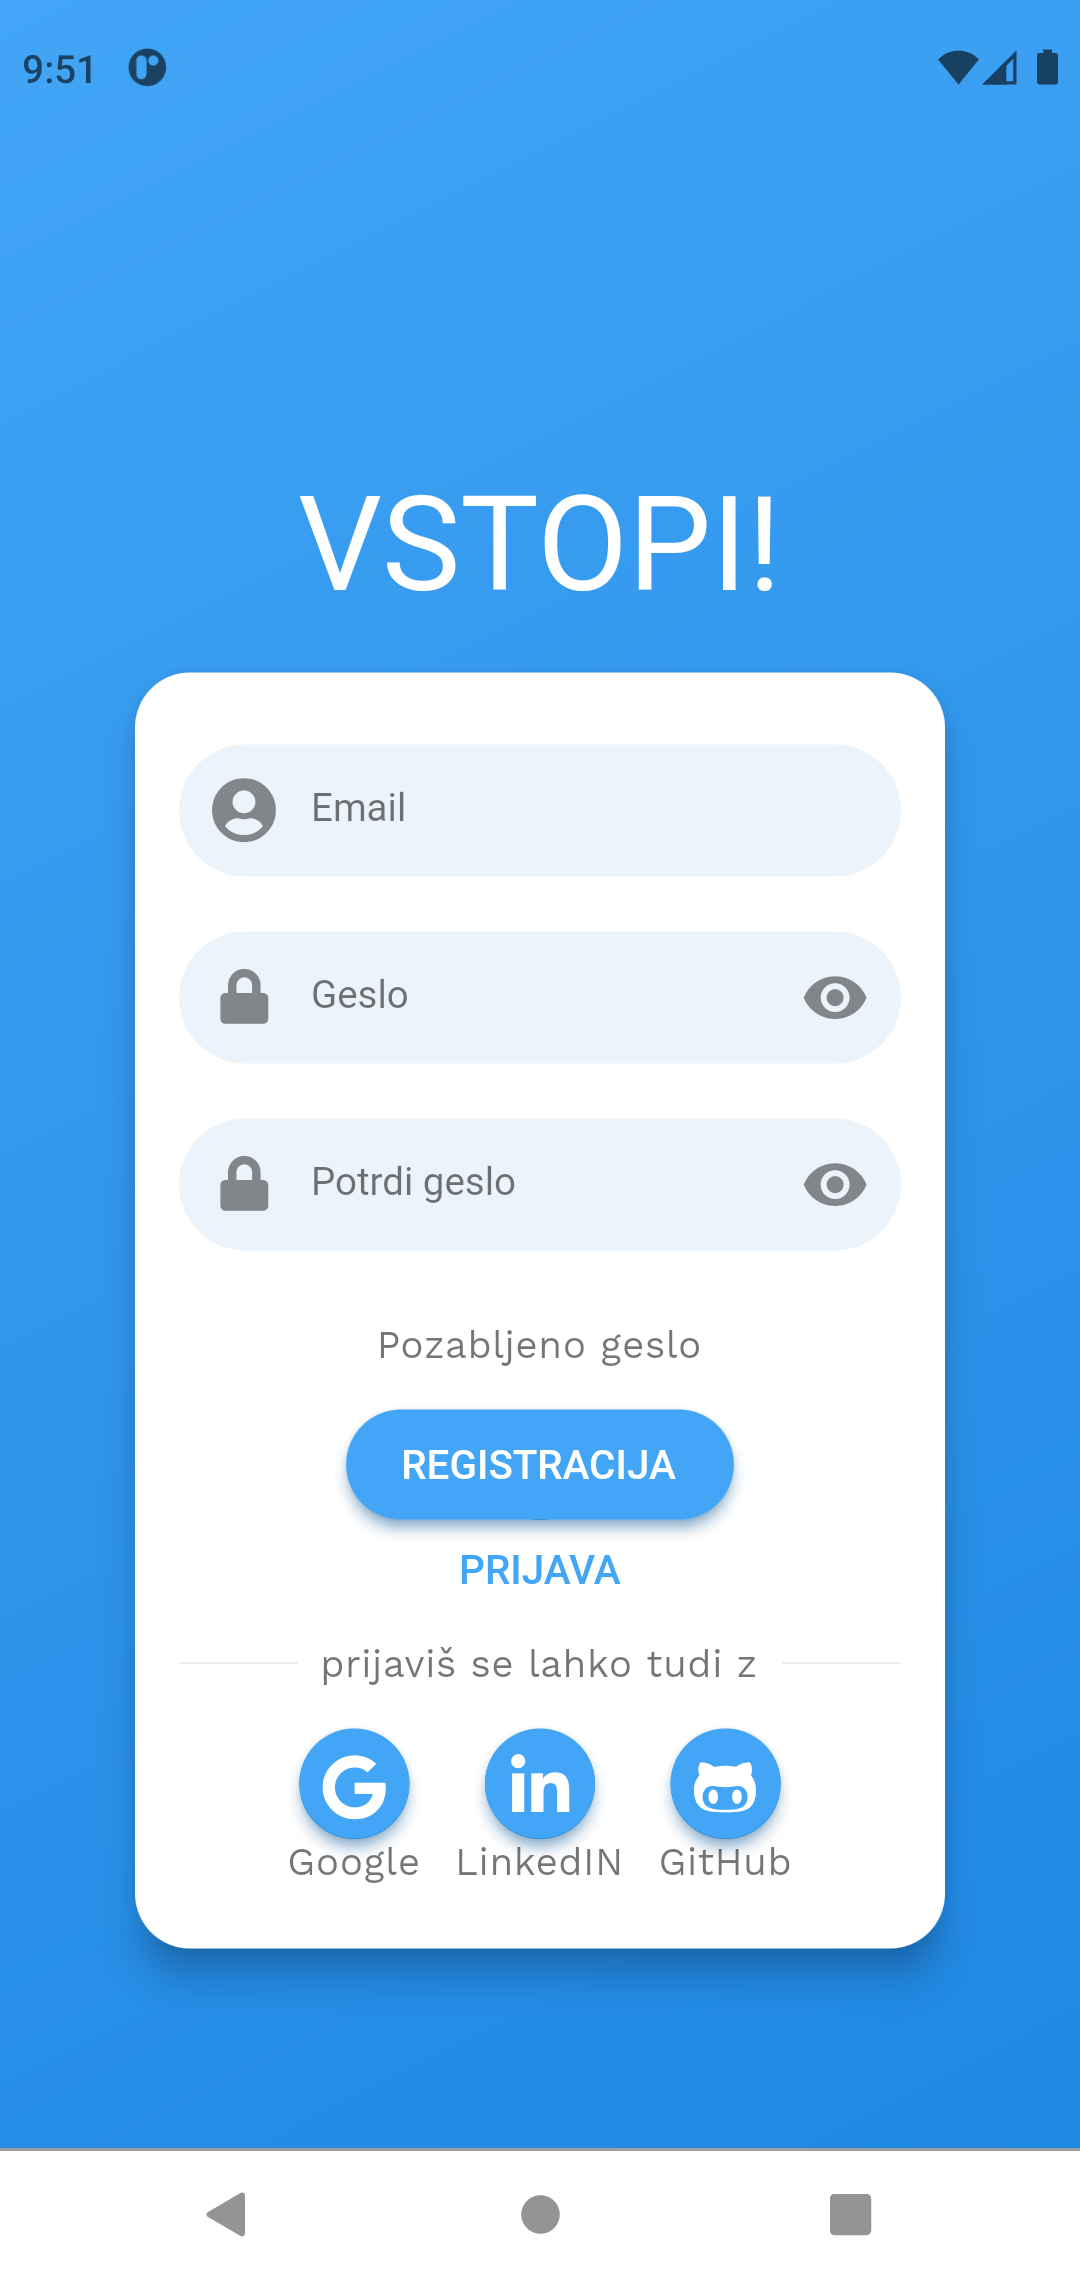 9:51
VSTOPI!
Email
Geslo
Potrdi geslo
Pozabljeno geslo
REGISTRACIJA
PRIJAVA
prijaviš se lahko tudi z
Google LinkedIN GitHub